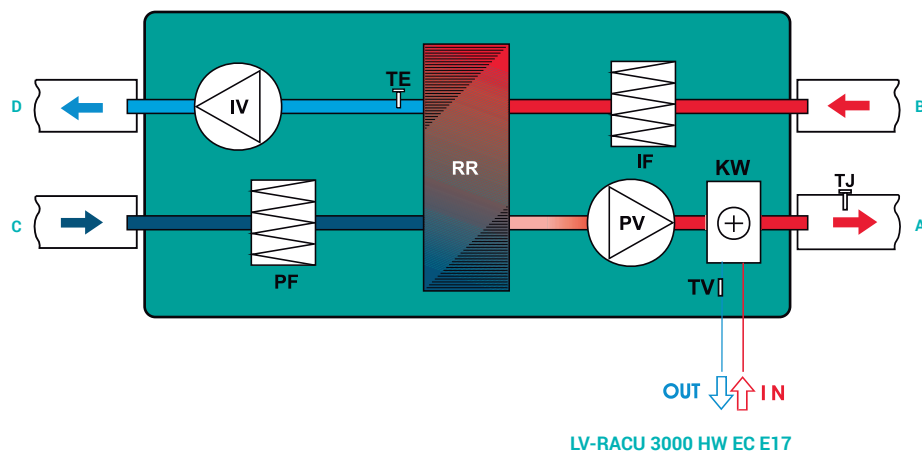 TE
D
IV
B
IF
RR
KW
TJ
C
PV
A
PF
TV
OUT
IN
LV-RACU 3000 HW EC E17